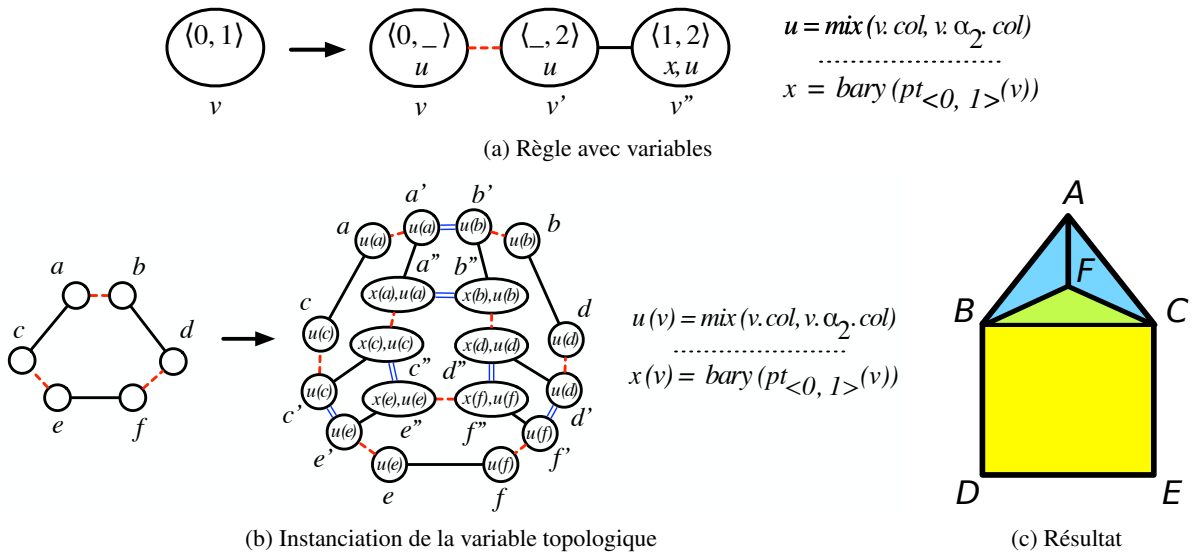 ⟨0, 1⟩
v
⟨0, _⟩
u
v
⟨_, 2⟩
u
v'
⟨1, 2⟩
x, u
v''
u = mix(v. col, v. α2. col)
x = bary (pt<0, 1>(v))
(a) Règle avec variables
a b
c d
e f
a' b'
a u(a) u(a) u(b) u(b) b
a'' b''
x(a),u(a) x(b),u(b)
c u(c) x(c),u(c) x(d),u(d) u(d) d
c'' d''
c' u(c) x(e),u(e) x(f),u(f) u(d) d'
e' u(e) e'' f'' u(f) f'
u(e) u(f)
e f
u (v) = mix(v. col, v. α2. col)
x(v) = bary (pt<0, 1>(v))
(b) Instanciation de la variable topologique
A
F
B C
D E
(c) Résultat